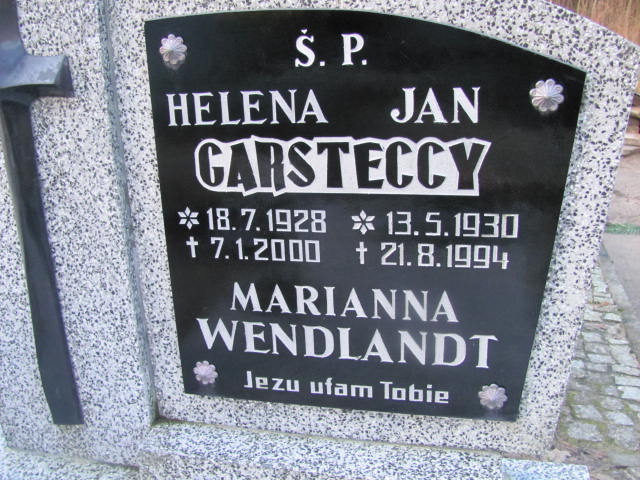 Ś. P.
HELENA JAN
GARSTECCY
* 18.7.1928 * 13.5.1930
† 7.1.2000 † 21.8.1994
MARIANNA
WENDLANDT
Jezu ufam Tobie